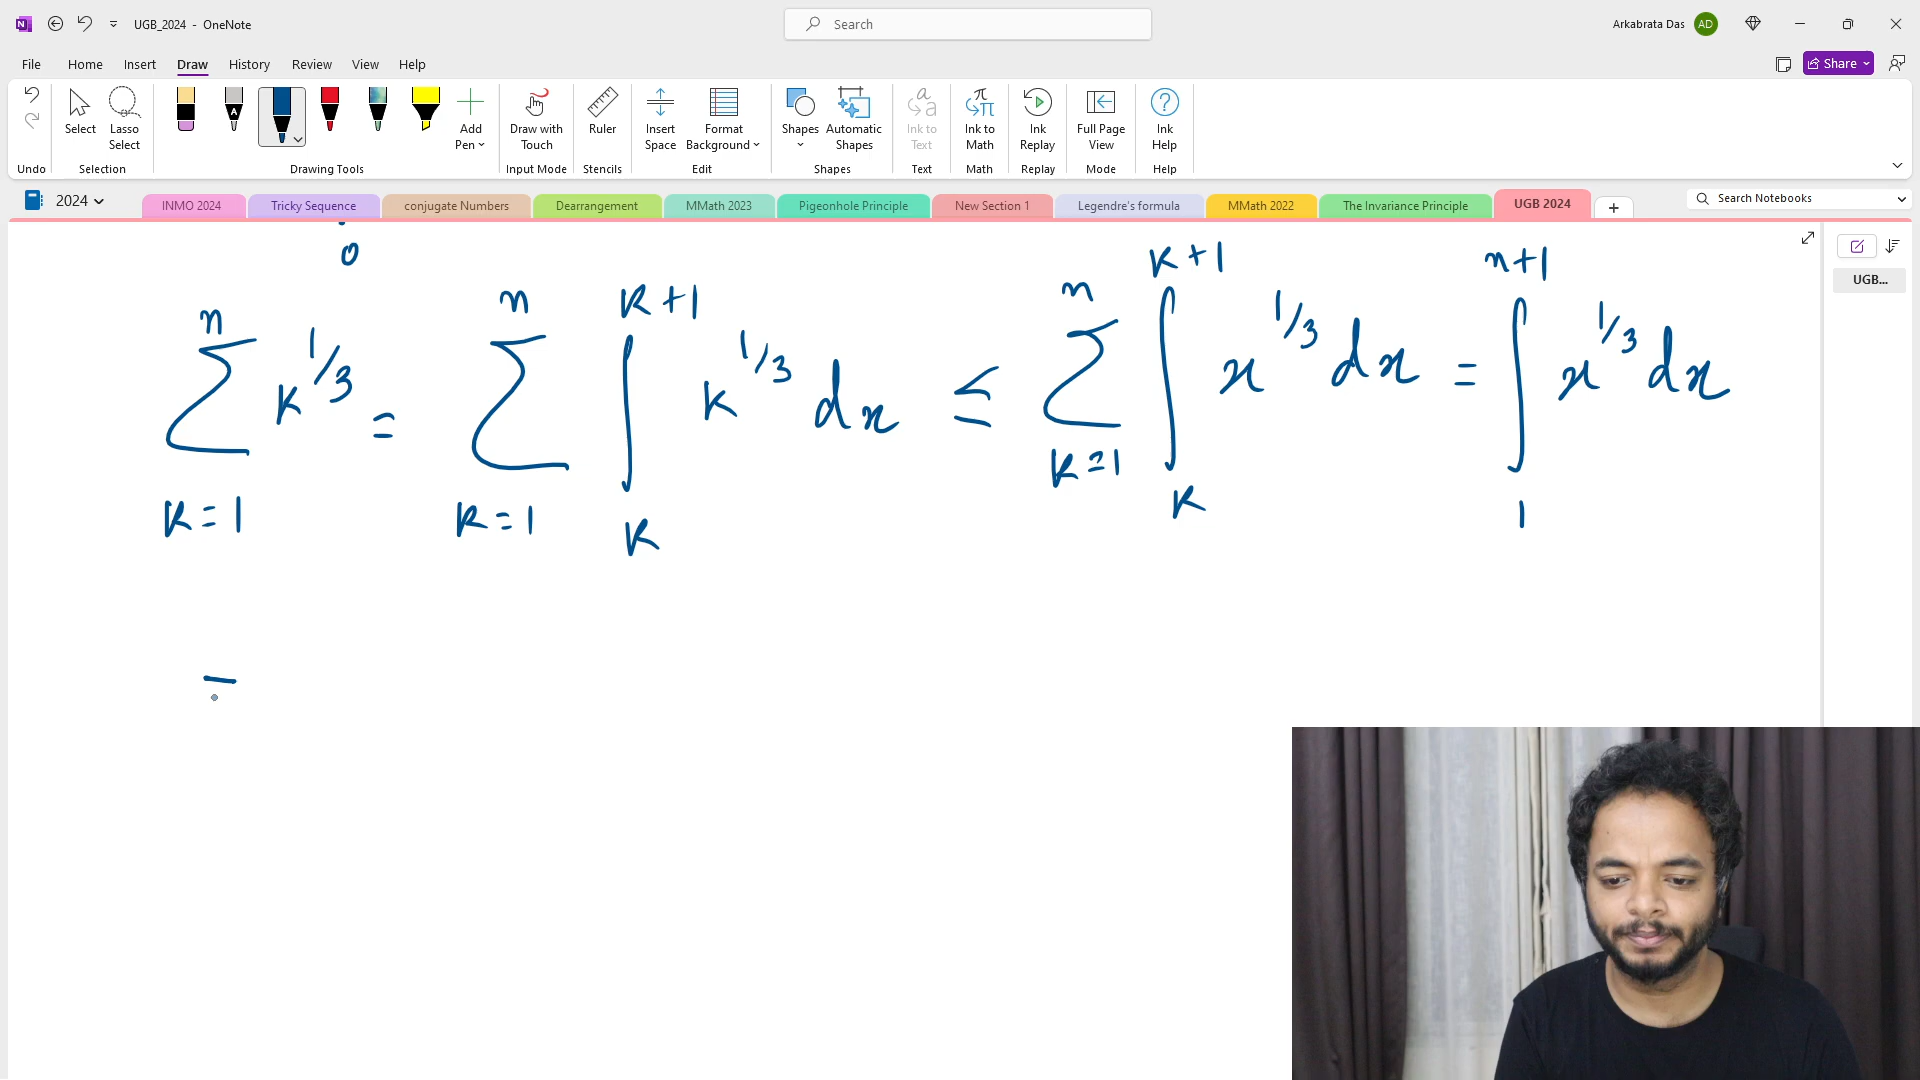 UGB_2024 - OneNote
Search
Arkabrata Das AD
File Home Insert Draw History Review View Help
Share
Select
Lasso Select
A
Add Pen
Draw with Touch
Ruler
Insert Space
Format Background
Shapes
Automatic Shapes
Ink to Text
Ink to Math
Ink Replay
Full Page View
Ink Help
Undo Selection Drawing Tools Input Mode Stencils Edit Shapes Text Math Replay Mode Help
2024
INMO 2024 Tricky Sequence conjugate Numbers Dearrangement MMath 2023 Pigeonhole Principle New Section 1 Legendre's formula MMath 2022 The Invariance Principle UGB 2024 +
Search Notebooks
UGB...
0
∑_{k=1}^{n} k^{1/3} = ∑_{k=1}^{n} ∫_{k}^{k+1} k^{1/3} dx ≤ ∑_{k=1}^{n} ∫_{k}^{k+1} x^{1/3} dx = ∫_{1}^{n+1} x^{1/3} dx